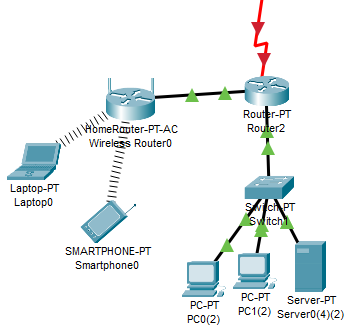 HomeRouter-PT-AC
Wireless Router0
Router-PT
Router2
Laptop-PT
Laptop0
Switch-PT
Switch1
SMARTPHONE-PT
Smartphone0
PC-PT
PC0(2)
PC-PT
PC1(2)
Server-PT
Server0(4)(2)